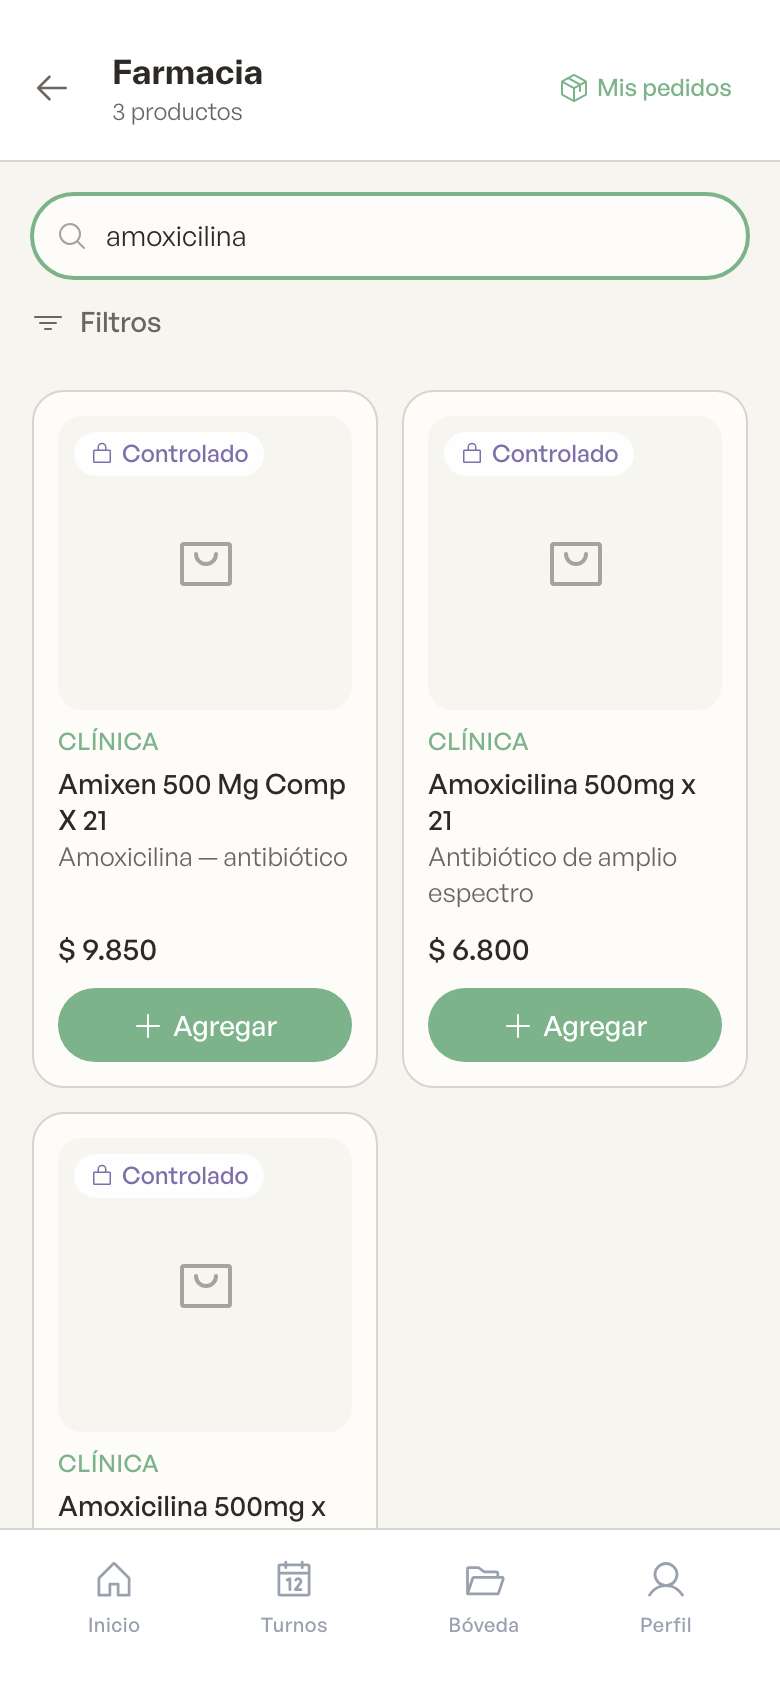 Farmacia
3 productos
Mis pedidos
amoxicilina
Filtros
Controlado
CLÍNICA
Amixen 500 Mg Comp
X 21
Amoxicilina — antibiótico
$ 9.850
Agregar
Controlado
CLÍNICA
Amoxicilina 500mg x
21
Antibiótico de amplio
espectro
$ 6.800
Agregar
Controlado
CLÍNICA
Amoxicilina 500mg x
Inicio
12
Turnos
Bóveda
Perfil